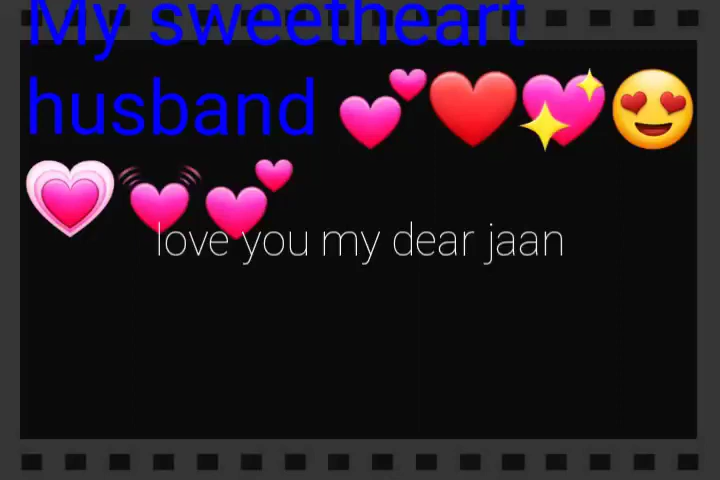 My sweetheart
husband 💕❤️💖😍
💗💓💕
love you my dear jaan